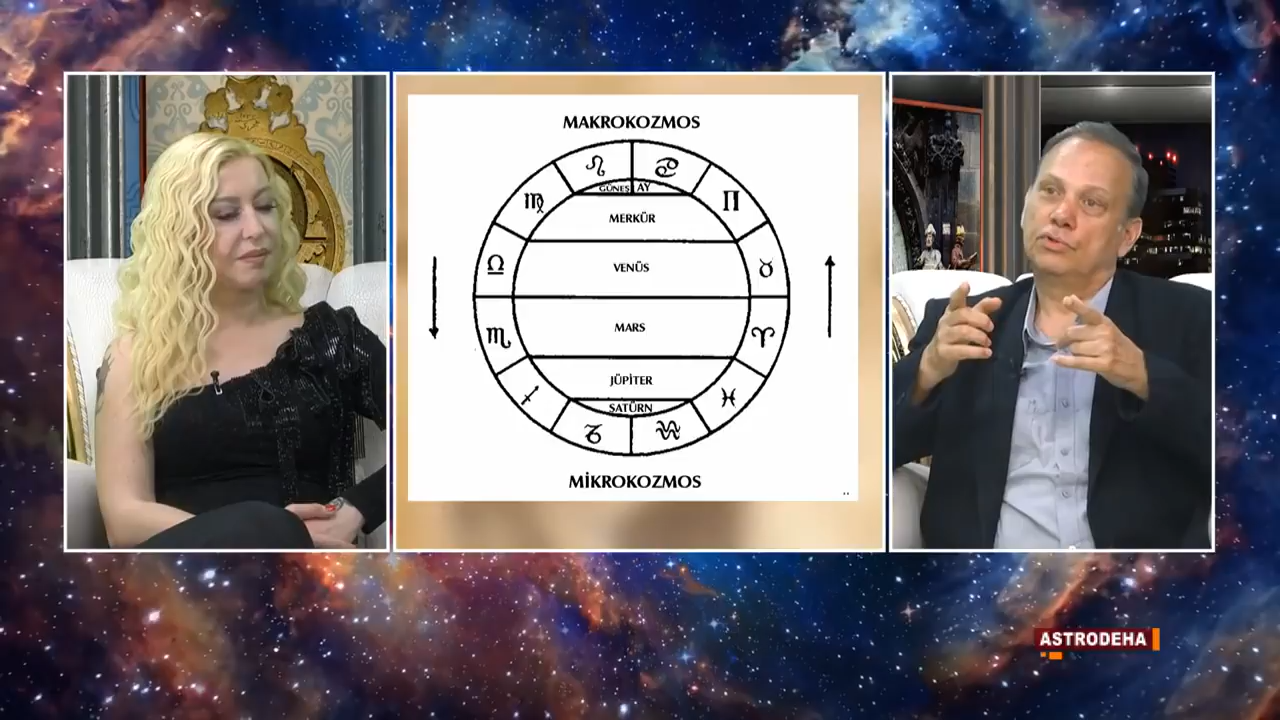 MAKROKOZMOS
GÜNEŞ AY
MERKÜR
VENÜS
MARS
JÜPİTER
SATÜRN
MİKROKOZMOS
ASTRODEHA